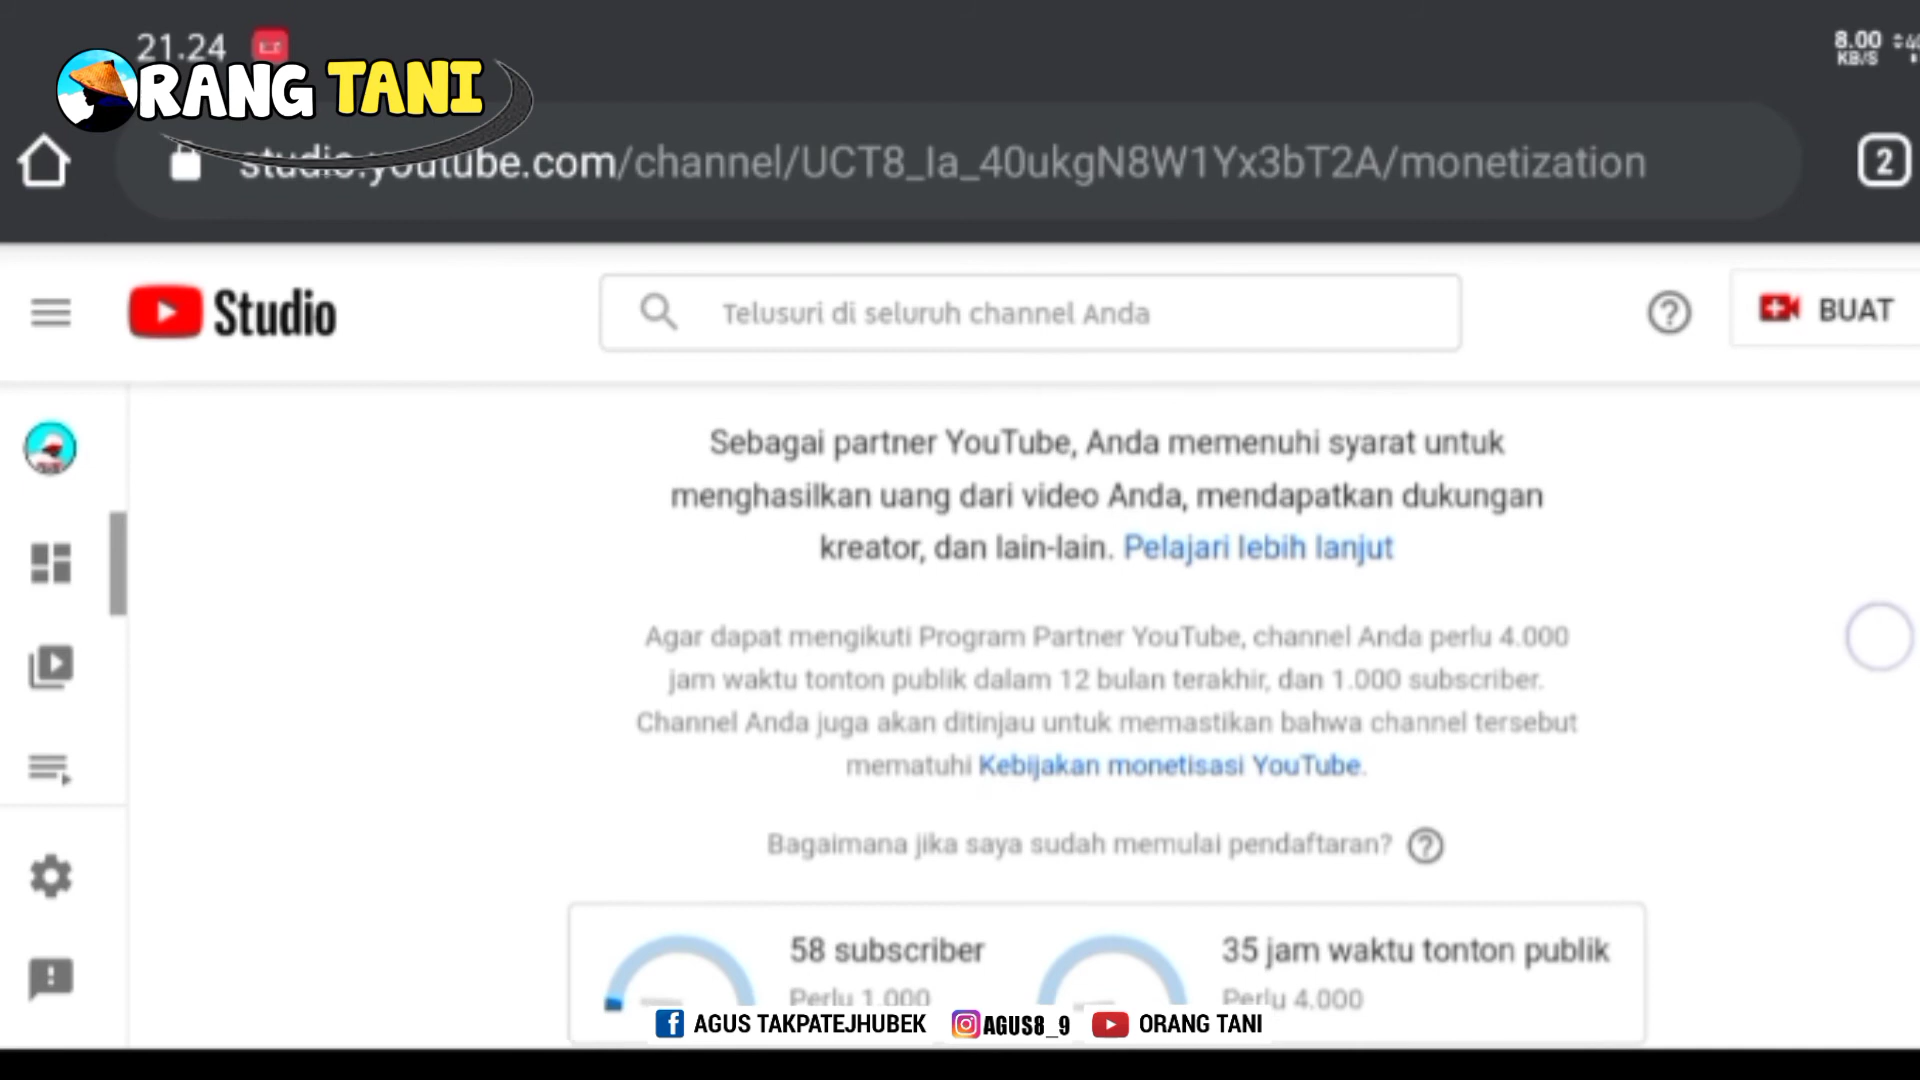 21.24
8.00
KB/S
ORANG TANI
studio.youtube.com/channel/UCT8_Ia_40ukgN8W1Yx3bT2A/monetization
2
Studio
Telusuri di seluruh channel Anda
BUAT
Sebagai partner YouTube, Anda memenuhi syarat untuk
menghasilkan uang dari video Anda, mendapatkan dukungan
kreator, dan lain-lain. Pelajari lebih lanjut
Agar dapat mengikuti Program Partner YouTube, channel Anda perlu 4.000
jam waktu tonton publik dalam 12 bulan terakhir, dan 1.000 subscriber.
Channel Anda juga akan ditinjau untuk memastikan bahwa channel tersebut
mematuhi Kebijakan monetisasi YouTube.
Bagaimana jika saya sudah memulai pendaftaran?
58 subscriber
Perlu 1.000
35 jam waktu tonton publik
Perlu 4.000
AGUS TAKPATEJHUBEK
AGUS8_9
ORANG TANI